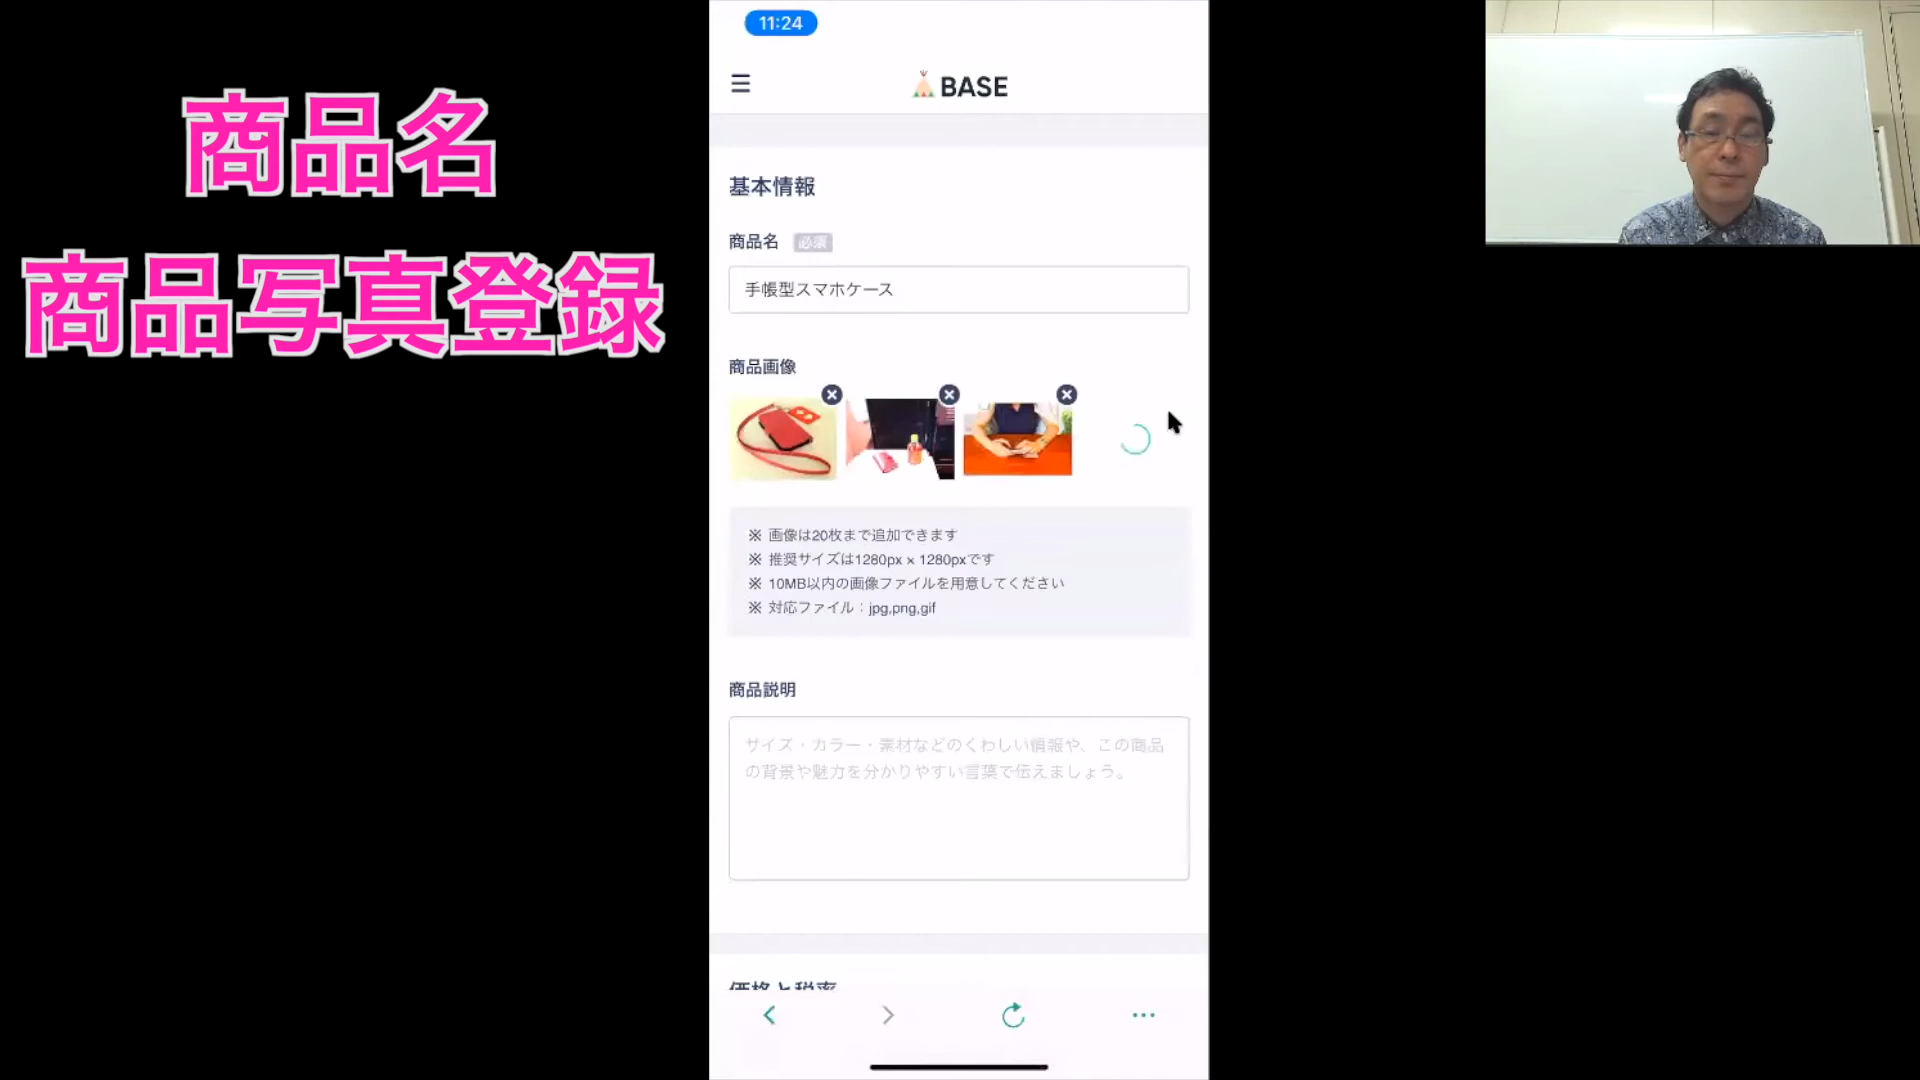 商品名
商品写真登録
11:24
BASE
基本情報
商品名 必須
手帳型スマホケース
商品画像
※ 画像は20枚まで追加できます
※ 推奨サイズは1280px × 1280pxです
※ 10MB以内の画像ファイルを用意してください
※ 対応ファイル：jpg,png,gif
商品説明
サイズ・カラー・素材などのくわしい情報や、この商品
の背景や魅力を分かりやすい言葉で伝えましょう。
価格と税率